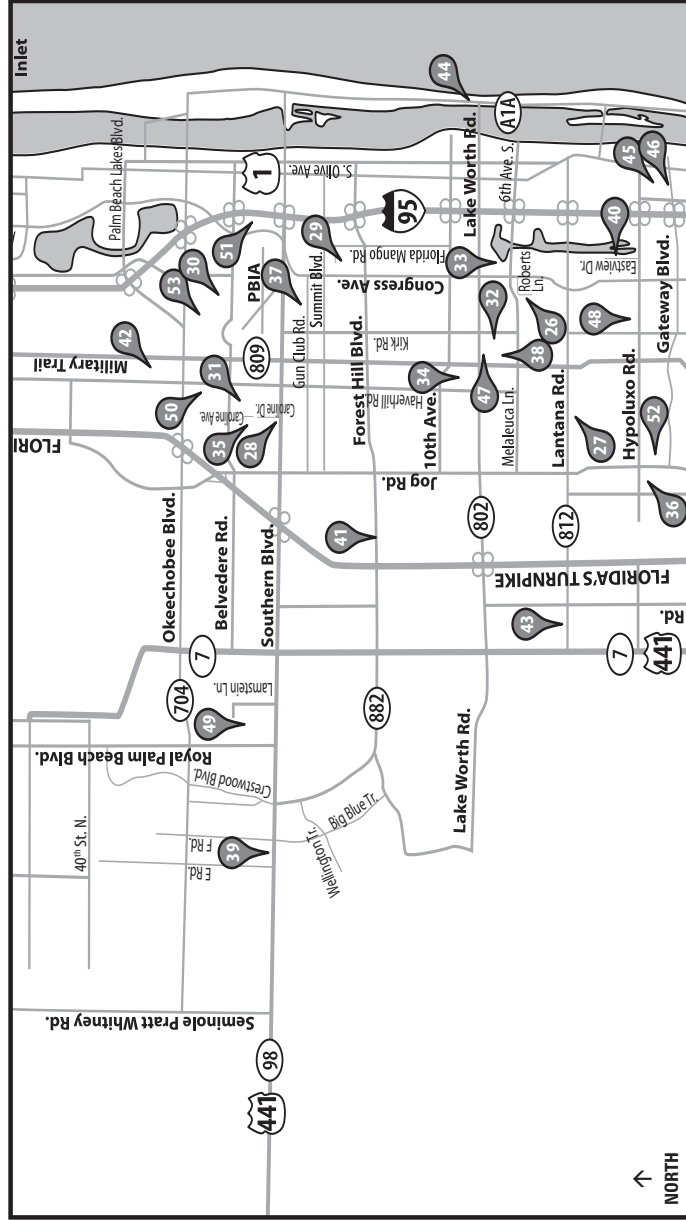 Inlet
44
A1A
Palm Beach Lakes Blvd.
1
S. Olive Ave.
Lake Worth Rd.
6th Ave. S.
45
46
95
40
51
29
Florida Mango Rd.
33
Eastview Dr.
30
53
PBIA
37
Summit Blvd.
Congress Ave.
32
Roberts
Ln.
26
48
Gateway Blvd.
42
Military Trail
809
Gun Club Rd.
Kirk Rd.
38
31
Forest Hill Blvd.
34
47
Haverhill Rd.
10th Ave.
Melaleuca Ln.
Lantana Rd.
Hypoluxo Rd.
50
Caroline Ave.
Caroline Dr.
35
28
27
52
FLORI
Jog Rd.
36
Okeechobee Blvd.
Belvedere Rd.
Southern Blvd.
41
802
812
FLORIDA'S TURNPIKE
43
Rd.
7
7
441
704
Lamstein Ln.
49
882
Royal Palm Beach Blvd.
Crestwood Blvd.
Lake Worth Rd.
40th St. N.
F Rd.
39
E Rd.
Big Blue Tr.
Wellington Tr.
Seminole Pratt Whitney Rd.
98
441
←
NORTH